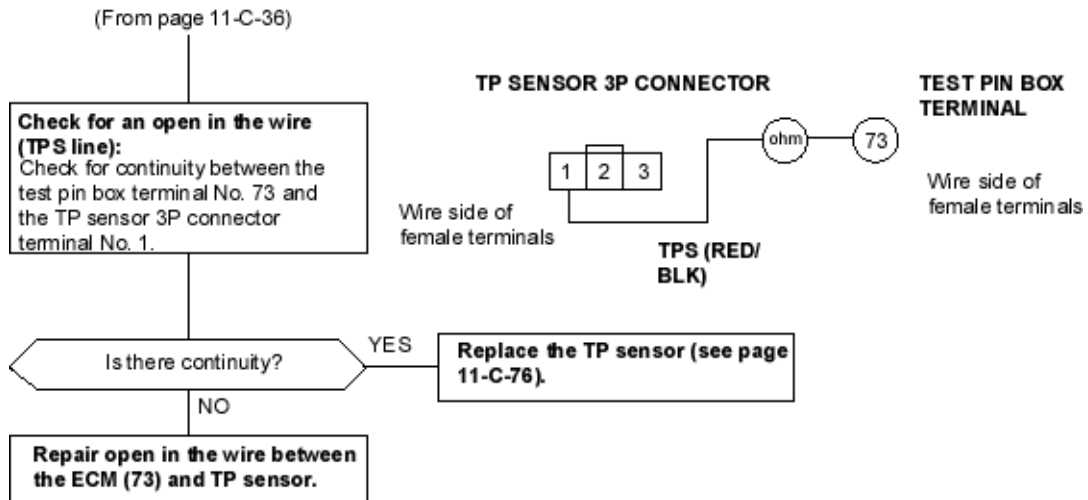 (From page 11-C-36)
Check for an open in the wire
(TPS line):
Check for continuity between the
test pin box terminal No. 73 and
the TP sensor 3P connector
terminal No. 1.
TP SENSOR 3P CONNECTOR
TEST PIN BOX
TERMINAL
ohm
73
1 2 3
Wire side of
female terminals
Wire side of
female terminals
TPS (RED/
BLK)
Is there continuity?
YES
Replace the TP sensor (see page
11-C-76).
NO
Repair open in the wire between
the ECM (73) and TP sensor.